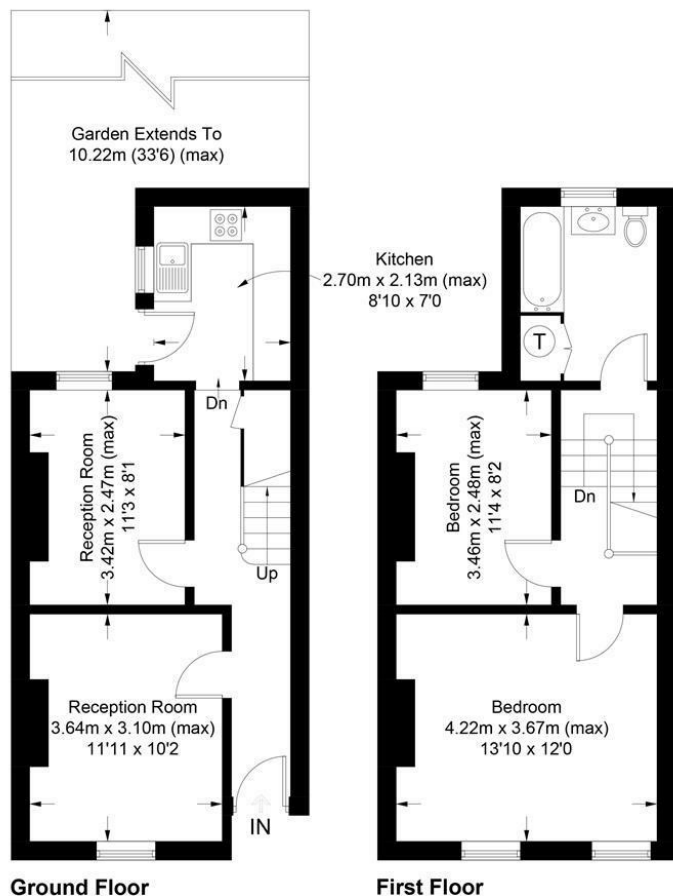 Garden Extends To
10.22m (33'6) (max)
Kitchen
2.70m x 2.13m (max)
8'10 x 7'0
T
Dn
Reception Room
3.42m x 2.47m (max)
11'3 x 8'1
Up
Bedroom
3.46m x 2.48m (max)
11'4 x 8'2
Dn
Reception Room
3.64m x 3.10m (max)
11'11 x 10'2
IN
Bedroom
4.22m x 3.67m (max)
13'10 x 12'0
Ground Floor
First Floor